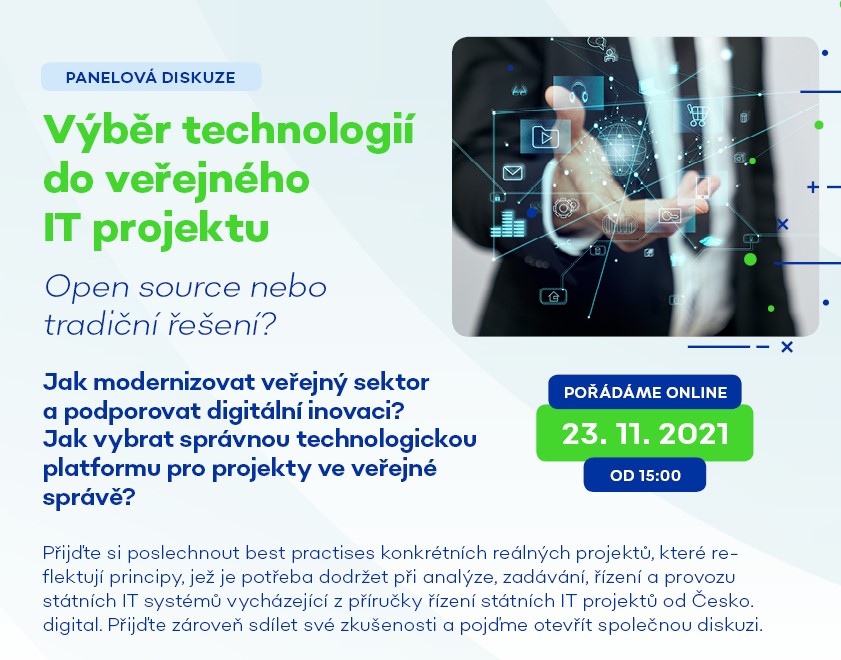 PANELOVÁ DISKUZE
Výběr technologií
do veřejného
IT projektu
Open source nebo
tradiční řešení?
Jak modernizovat veřejný sektor
a podporovat digitální inovaci?
Jak vybrat správnou technologickou
platformu pro projekty ve veřejné
správě?
POŘÁDÁME ONLINE
23. 11. 2021
OD 15:00
Přijďte si poslechnout best practises konkrétních reálných projektů, které re-
flektují principy, jež je potřeba dodržet při analýze, zadávání, řízení a provozu
státních IT systémů vycházející z příručky řízení státních IT projektů od Česko.
digital. Přijďte zároveň sdílet své zkušenosti a pojďme otevřít společnou diskuzi.